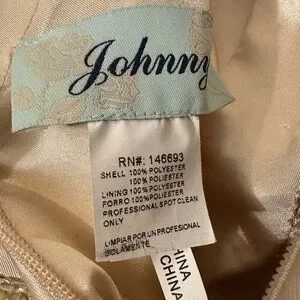 Johnny
RN#: 146693
SHELL 100% POLYESTER
100% POLIESTER
LINING 100% POLYESTER
FORRO 100% POLIESTER
PROFESSIONAL SPOT CLEAN
ONLY
LIMPIAR POR UN PROFESIONAL
SOLAMENTE
CHINA
CHINA